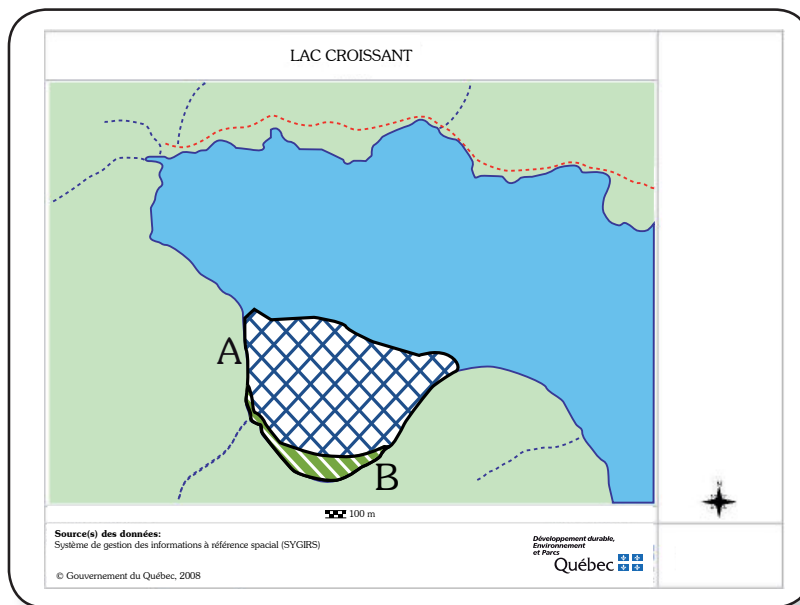 LAC CROISSANT
A
B
100 m
N
Source(s) des données:
Système de gestion des informations à référence spacial (SYGIRS)
© Gouvernement du Québec, 2008
Développement durable,
Environnement
et Parcs
Québec